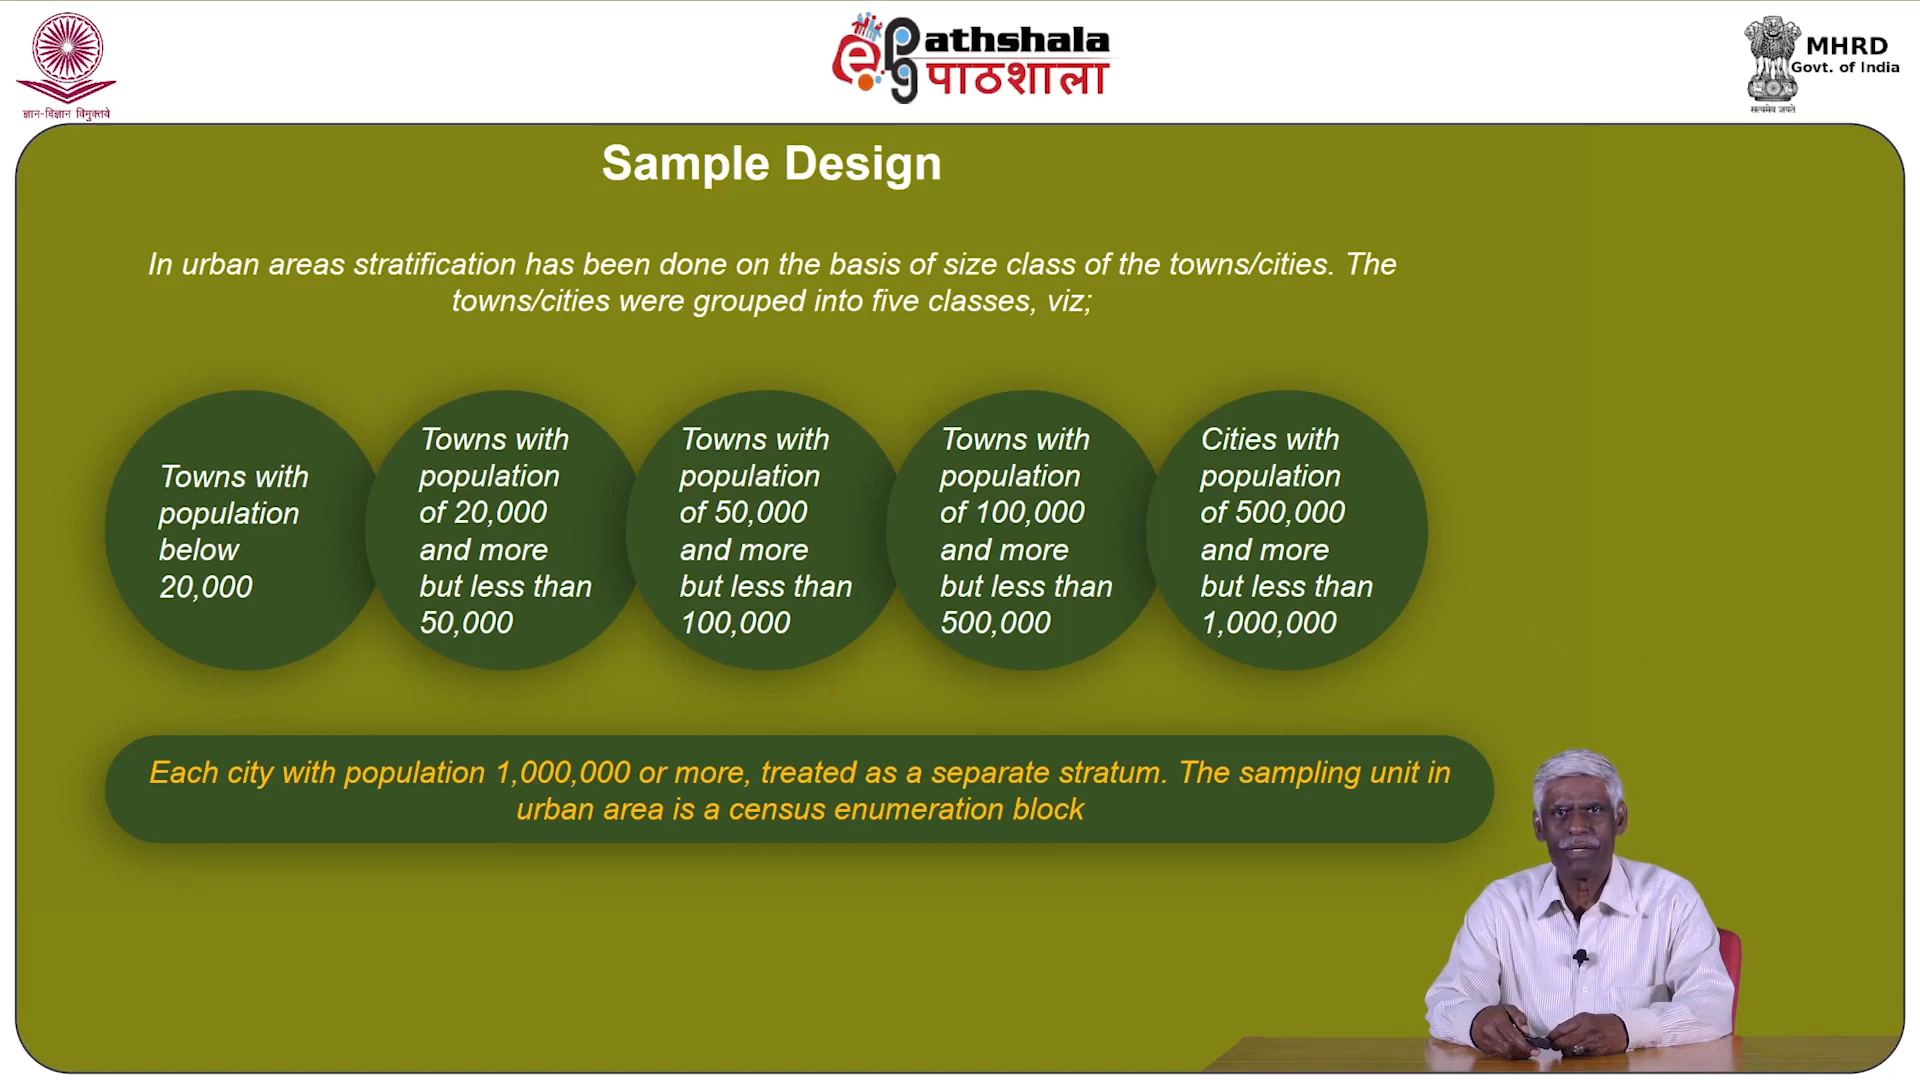 ज्ञान-विज्ञान विमुक्तये
ePathshala
पाठशाला
MHRD
Govt. of India
सत्यमेव जयते
Sample Design
In urban areas stratification has been done on the basis of size class of the towns/cities. The
towns/cities were grouped into five classes, viz;
Towns with
population
below
20,000
Towns with
population
of 20,000
and more
but less than
50,000
Towns with
population
of 50,000
and more
but less than
100,000
Towns with
population
of 100,000
and more
but less than
500,000
Cities with
population
of 500,000
and more
but less than
1,000,000
Each city with population 1,000,000 or more, treated as a separate stratum. The sampling unit in
urban area is a census enumeration block